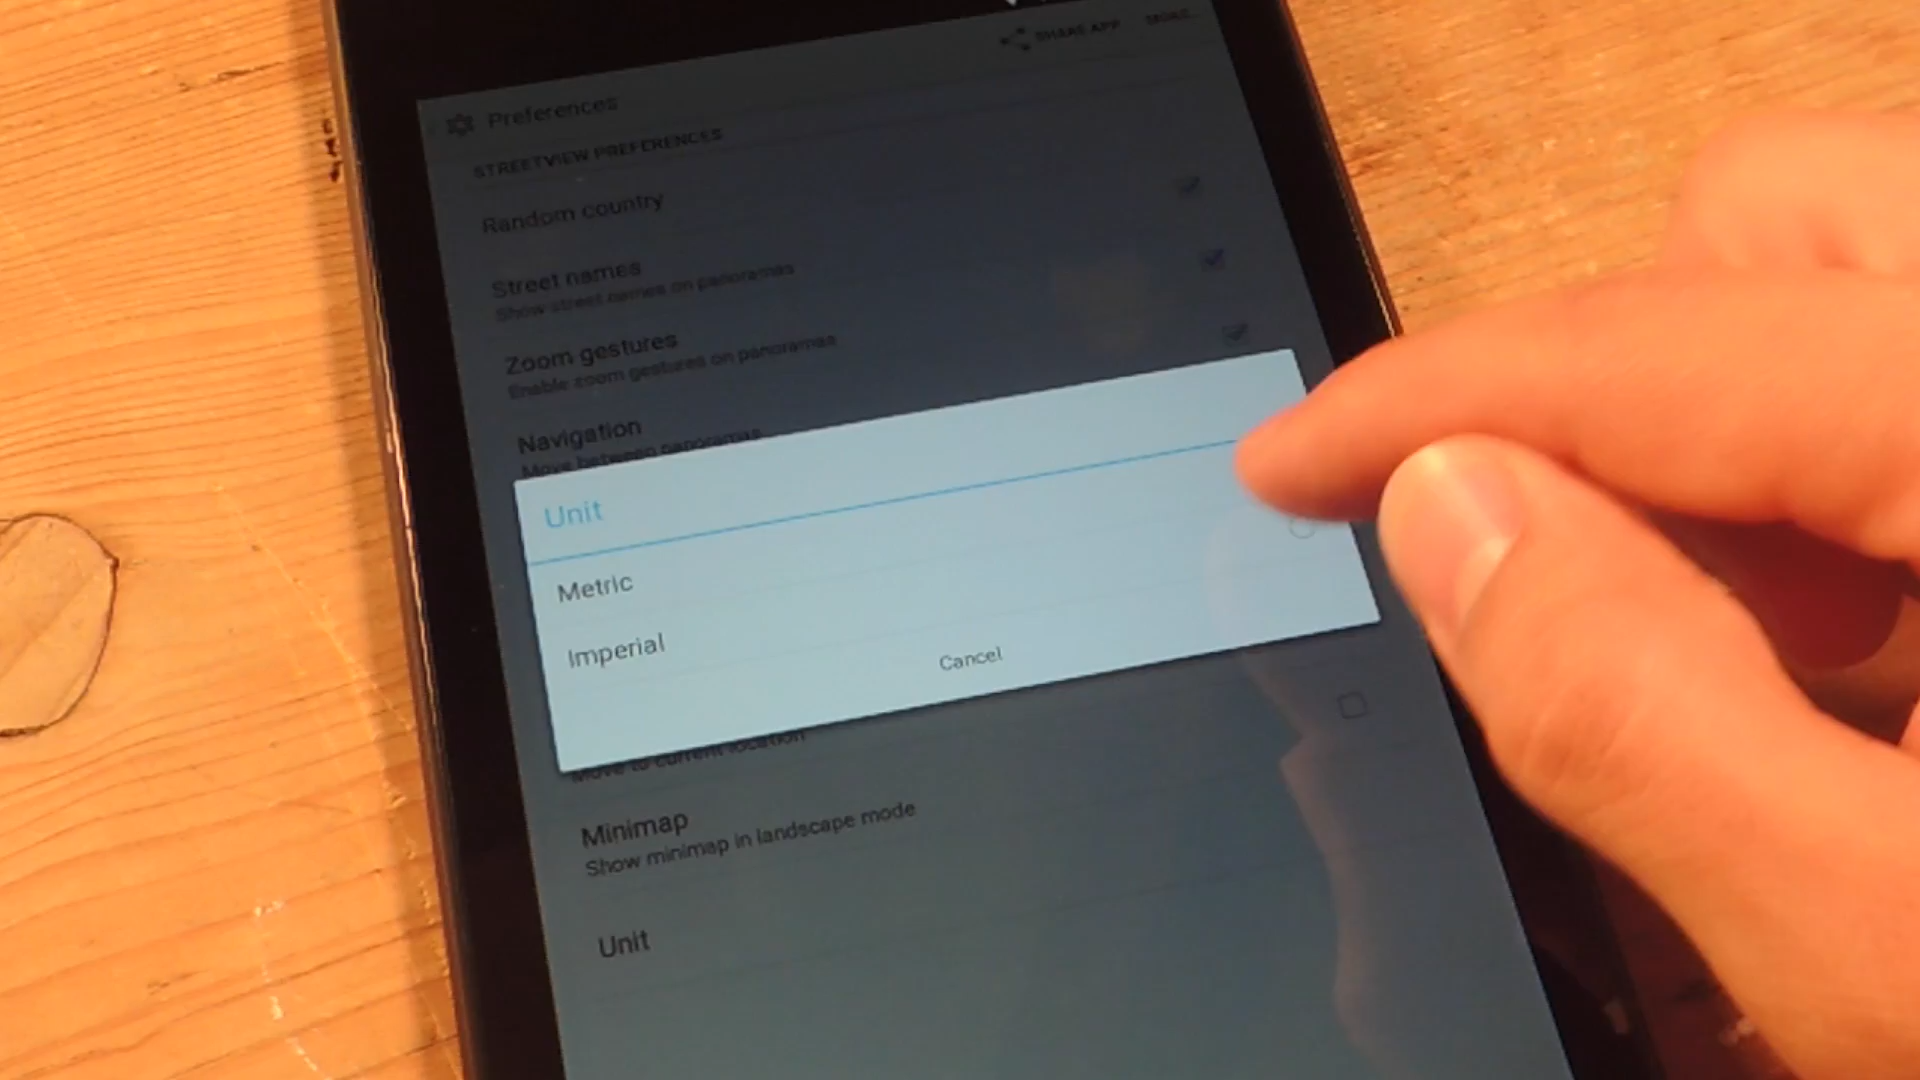 SHARE APP MORE...
Preferences
STREETVIEW PREFERENCES
Random country
Street names
Show street names on panoramas
Zoom gestures
Enable zoom gestures on panoramas
Navigation
Move between panoramas
Unit
Metric
Imperial
Cancel
Move to current location
Minimap
Show minimap in landscape mode
Unit